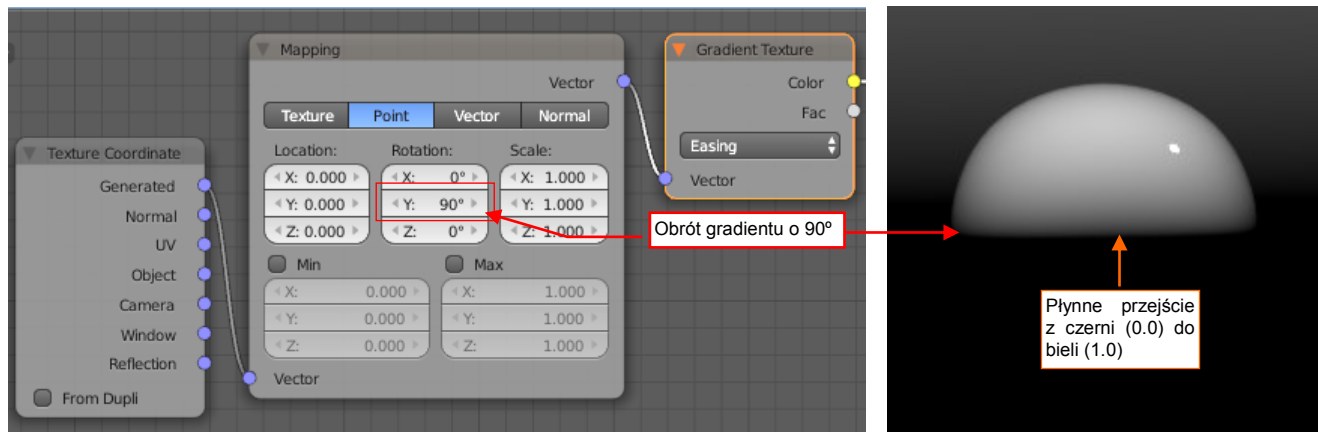 Texture Coordinate
Generated
Normal
UV
Object
Camera
Window
Reflection
From Dupli
Mapping
Vector
Texture Point Vector Normal
Location: Rotation: Scale:
X: 0.000 X: 0° X: 1.000
Y: 0.000 Y: 90° Y: 1.000
Z: 0.000 Z: 0° Z: 1.000
Min Max
X: 0.000 X: 1.000
Y: 0.000 Y: 1.000
Z: 0.000 Z: 1.000
Vector
Gradient Texture
Color
Fac
Easing
Vector
Obrót gradientu o 90º
Płynne przejście
z czerni (0.0) do
bieli (1.0)